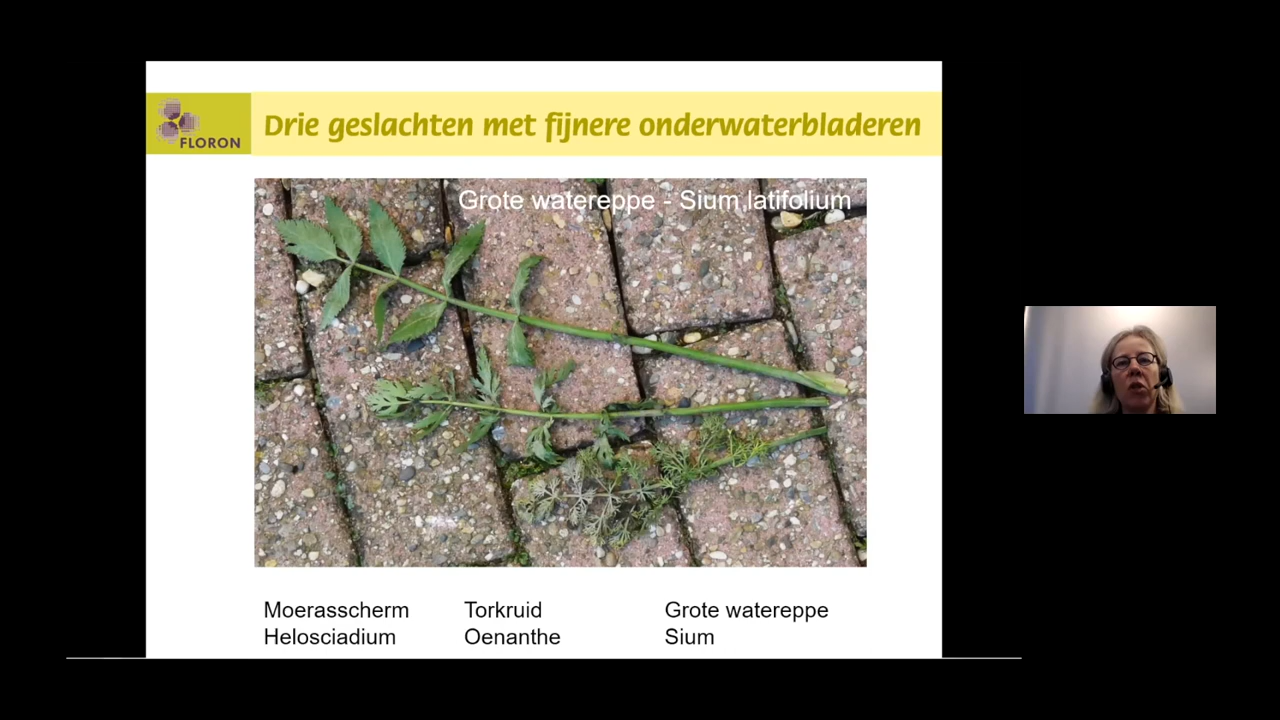 FLORON
Drie geslachten met fijnere onderwaterbladeren
Grote watereppe - Sium latifolium
Moerasscherm Torkruid Grote watereppe
Helosciadium Oenanthe Sium